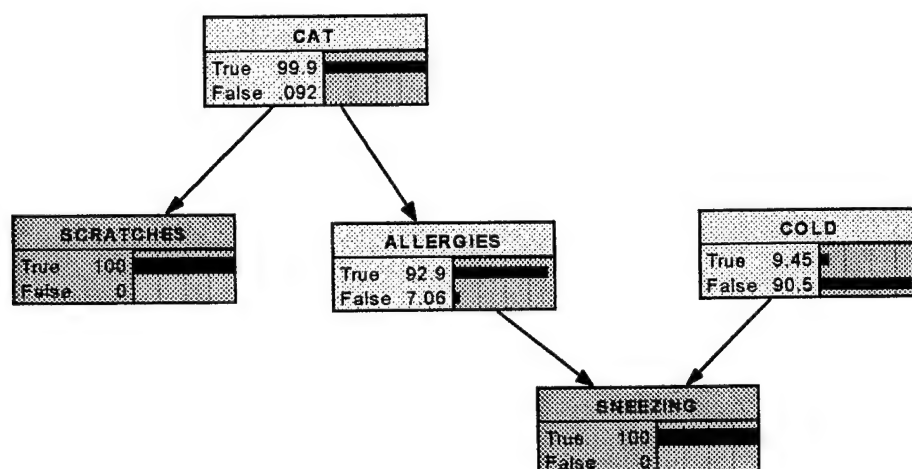 CAT
True 99.9
False .092
SCRATCHES
True 100
False 0
ALLERGIES
True 92.9
False 7.06
COLD
True 9.45
False 90.5
SNEEZING
True 100
False 0